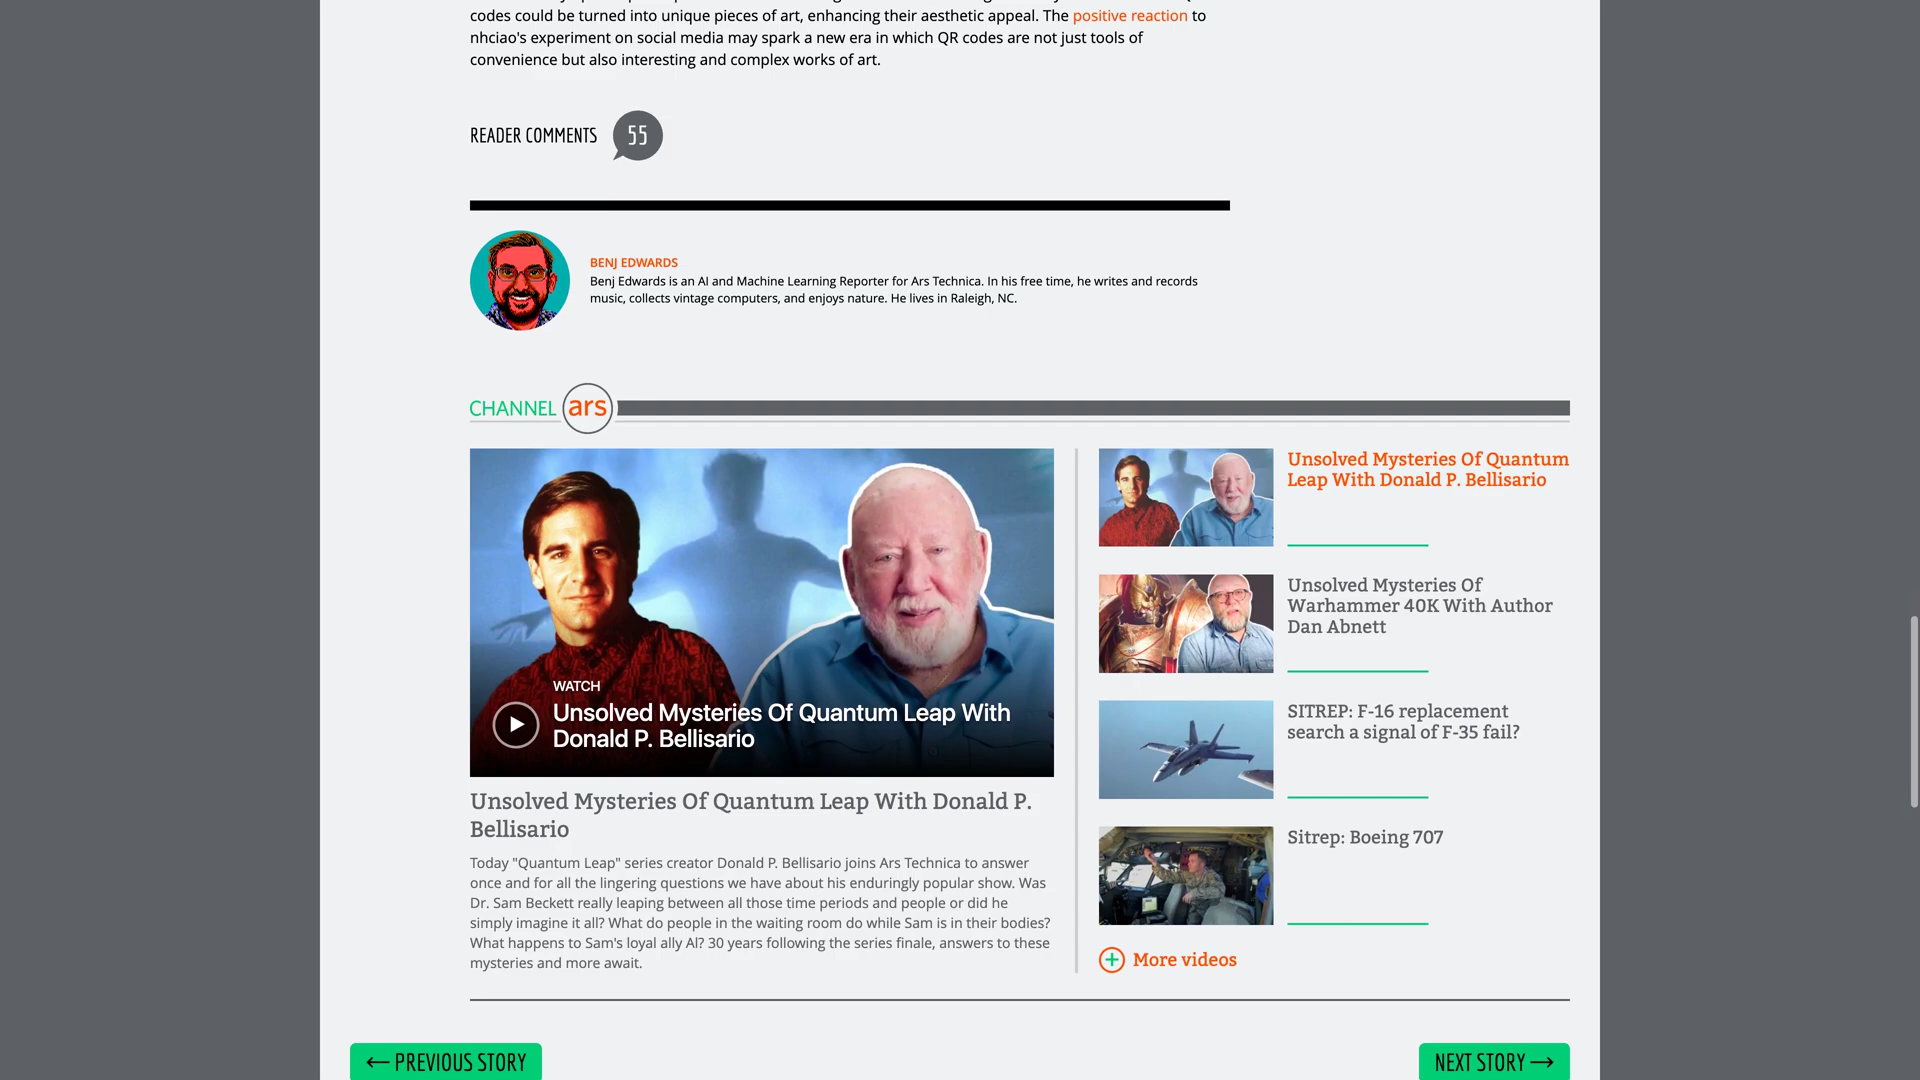 codes could be turned into unique pieces of art, enhancing their aesthetic appeal. The positive reaction to
nhciao's experiment on social media may spark a new era in which QR codes are not just tools of
convenience but also interesting and complex works of art.
READER COMMENTS 55
BENJ EDWARDS
Benj Edwards is an AI and Machine Learning Reporter for Ars Technica. In his free time, he writes and records
music, collects vintage computers, and enjoys nature. He lives in Raleigh, NC.
CHANNEL ars
WATCH
Unsolved Mysteries Of Quantum Leap With
Donald P. Bellisario
Unsolved Mysteries Of Quantum Leap With Donald P.
Bellisario
Today "Quantum Leap" series creator Donald P. Bellisario joins Ars Technica to answer
once and for all the lingering questions we have about his enduringly popular show. Was
Dr. Sam Beckett really leaping between all those time periods and people or did he
simply imagine it all? What do people in the waiting room do while Sam is in their bodies?
What happens to Sam's loyal ally Al? 30 years following the series finale, answers to these
mysteries and more await.
Unsolved Mysteries Of Quantum
Leap With Donald P. Bellisario
Unsolved Mysteries Of
Warhammer 40K With Author
Dan Abnett
SITREP: F-16 replacement
search a signal of F-35 fail?
Sitrep: Boeing 707
More videos
← PREVIOUS STORY
NEXT STORY →